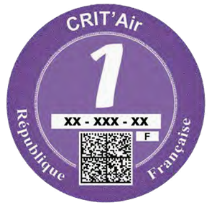 CRIT'Air
1
XX - XXX - XX
F
République Française